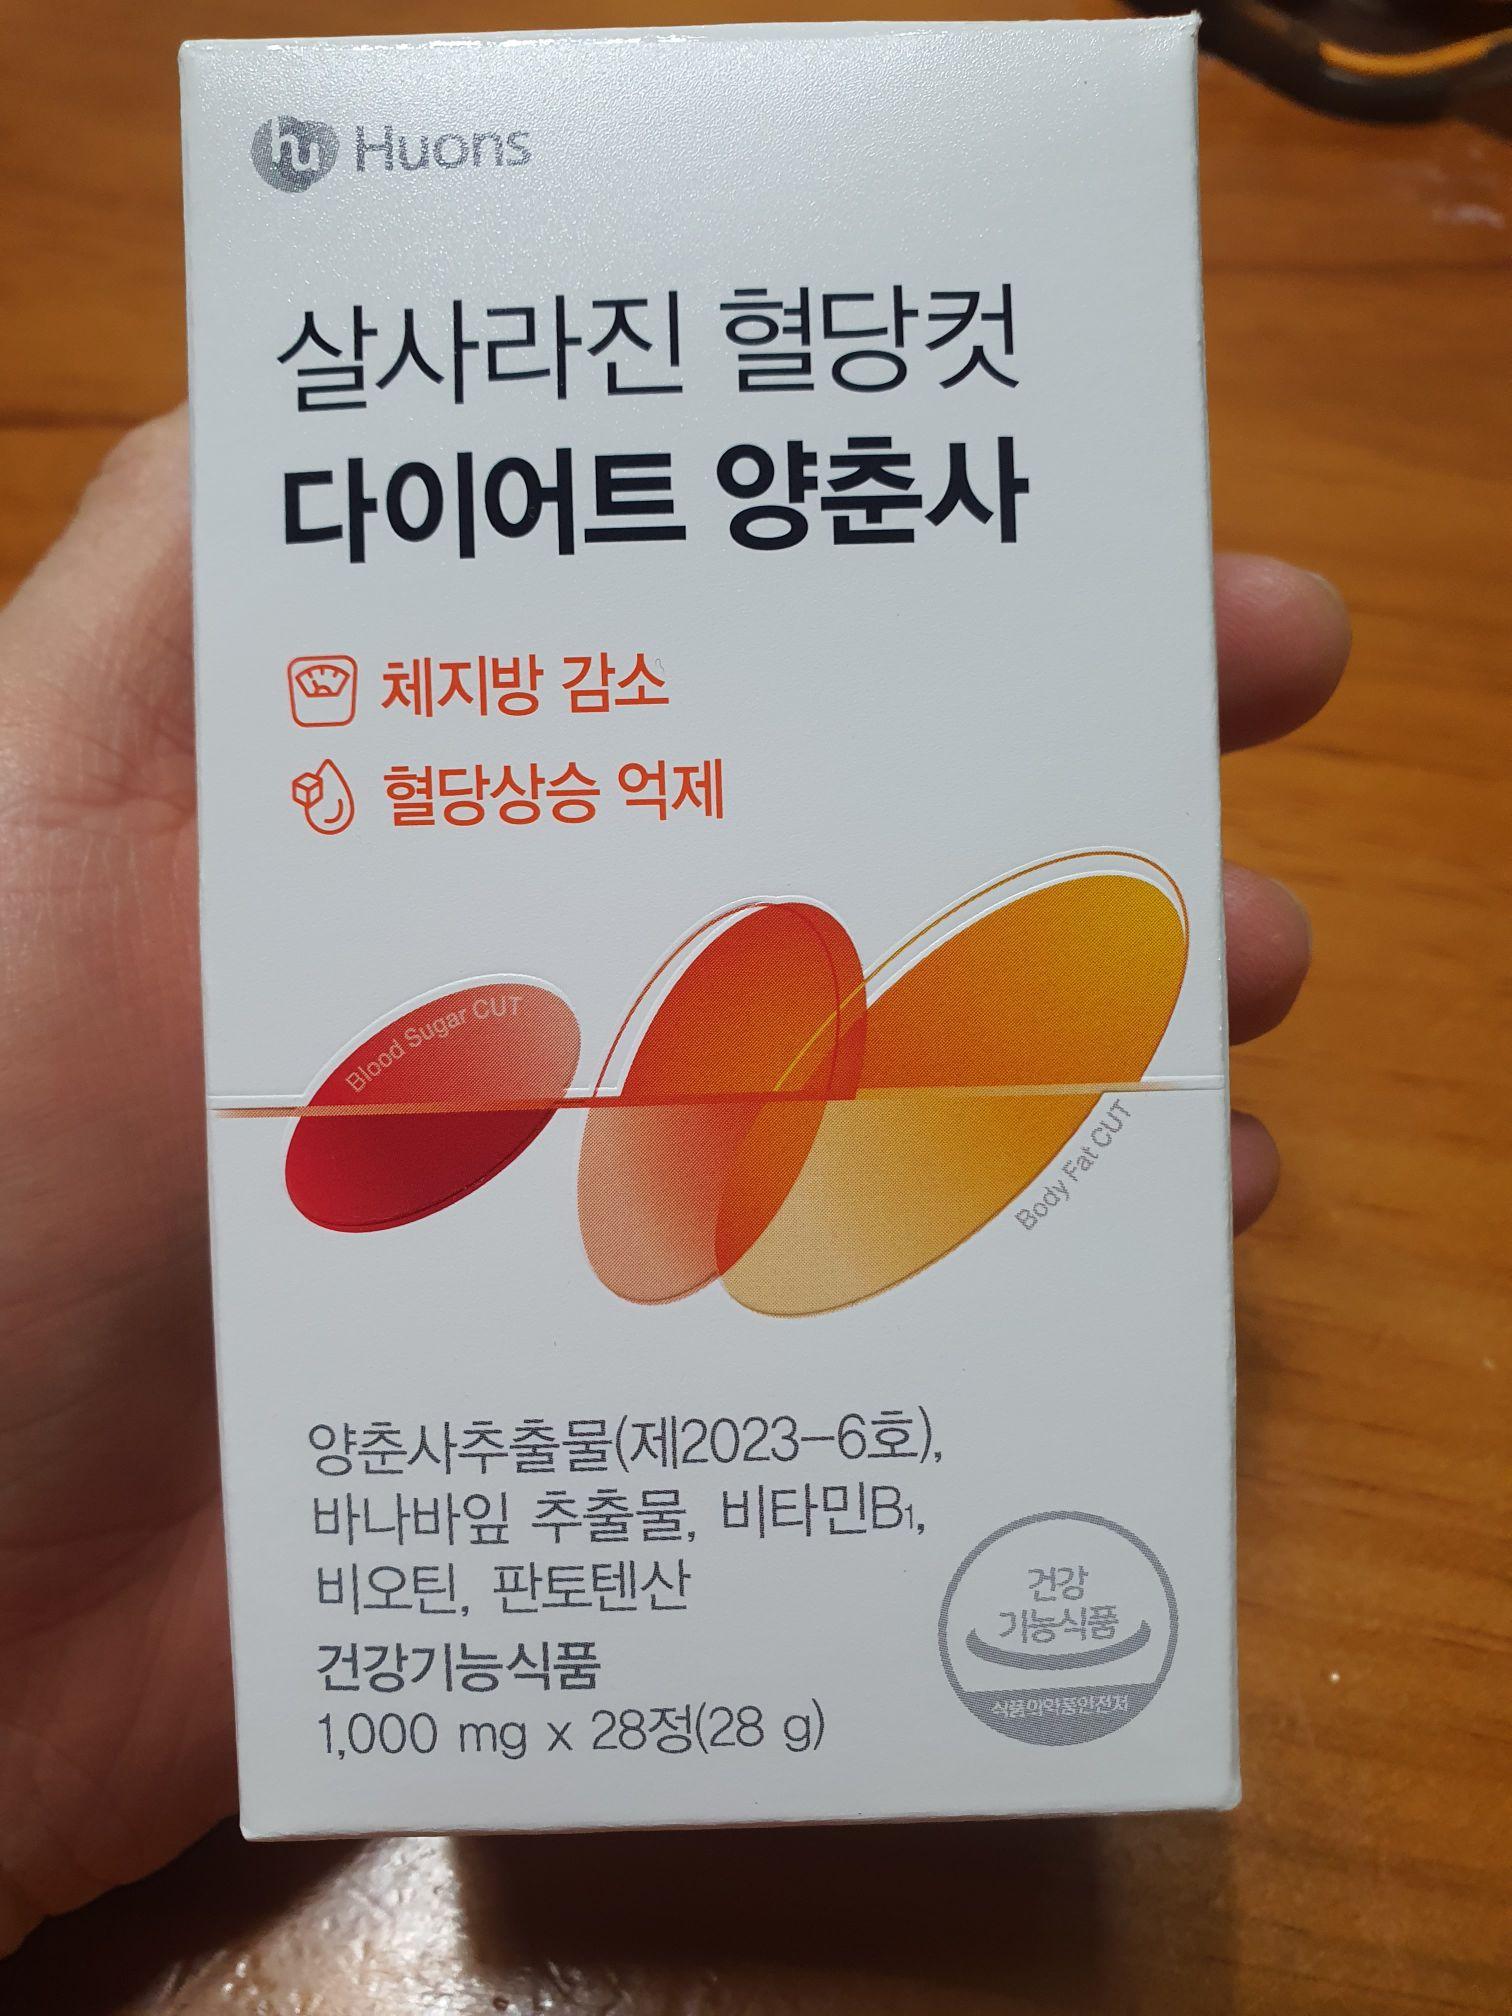 hu Huons
살사라진 혈당컷
다이어트 양춘사
체지방 감소
혈당상승 억제
Blood Sugar CUT
Body Fat CUT
양춘사추출물(제2023-6호),
바나바잎 추출물, 비타민B₁,
비오틴, 판토텐산
건강기능식품
1,000 mg x 28정(28 g)
건강
기능식품
식품의약품안전처